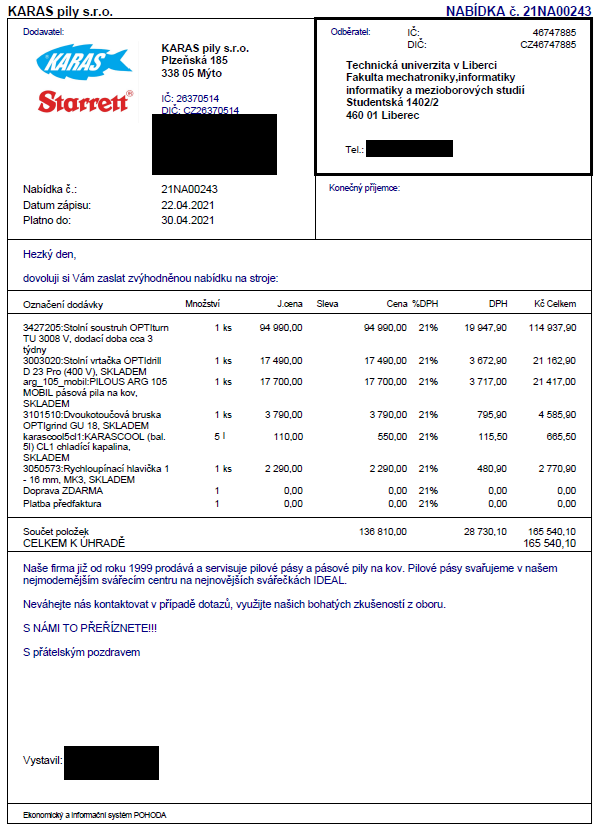 KARAS pily s.r.o. NABÍDKA č. 21NA00243
Dodavatel:
KARAS
Starrett®
KARAS pily s.r.o.
Plzeňská 185
338 05 Mýto
IČ: 26370514
DIČ: CZ26370514
Odběratel: IČ: 46747885
DIČ: CZ46747885
Technická univerzita v Liberci
Fakulta mechatroniky,informatiky
informatiky a mezioborových studií
Studentská 1402/2
460 01 Liberec
Tel.:
Nabídka č.: 21NA00243
Datum zápisu: 22.04.2021
Platno do: 30.04.2021
Konečný příjemce:
Hezký den,
dovoluji si Vám zaslat zvýhodněnou nabídku na stroje:
Označení dodávky Množství J.cena Sleva Cena %DPH DPH Kč Celkem
3427205:Stolní soustruh OPTIturn 1 ks 94 990,00 94 990,00 21% 19 947,90 114 937,90
TU 3008 V, dodací doba cca 3
týdny
3003020:Stolní vrtačka OPTIdrill 1 ks 17 490,00 17 490,00 21% 3 672,90 21 162,90
D 23 Pro (400 V), SKLADEM
arg_105_mobil:PILOUS ARG 105 1 ks 17 700,00 17 700,00 21% 3 717,00 21 417,00
MOBIL pásová pila na kov,
SKLADEM
3101510:Dvoukotoučová bruska 1 ks 3 790,00 3 790,00 21% 795,90 4 585,90
OPTIgrind GU 18, SKLADEM
karascool5cl1:KARASCOOL (bal. 5 l 110,00 550,00 21% 115,50 665,50
5l) CL1 chladící kapalina,
SKLADEM
3050573:Rychloupínací hlavička 1 1 ks 2 290,00 2 290,00 21% 480,90 2 770,90
- 16 mm, MK3, SKLADEM
Doprava ZDARMA 1 0,00 0,00 21% 0,00 0,00
Platba předfaktura 1 0,00 0,00 21% 0,00 0,00
Součet položek 136 810,00 28 730,10 165 540,10
CELKEM K ÚHRADĚ 165 540,10
Naše firma již od roku 1999 prodává a servisuje pilové pásy a pásové pily na kov. Pilové pásy svařujeme v našem
nejmodernějším svářecím centru na nejnovějších svářečkách IDEAL.
Neváhejte nás kontaktovat v případě dotazů, využijte našich bohatých zkušeností z oboru.
S NÁMI TO PŘEŘÍZNETE!!!
S přátelským pozdravem
Vystavil:
Ekonomický a informační systém POHODA